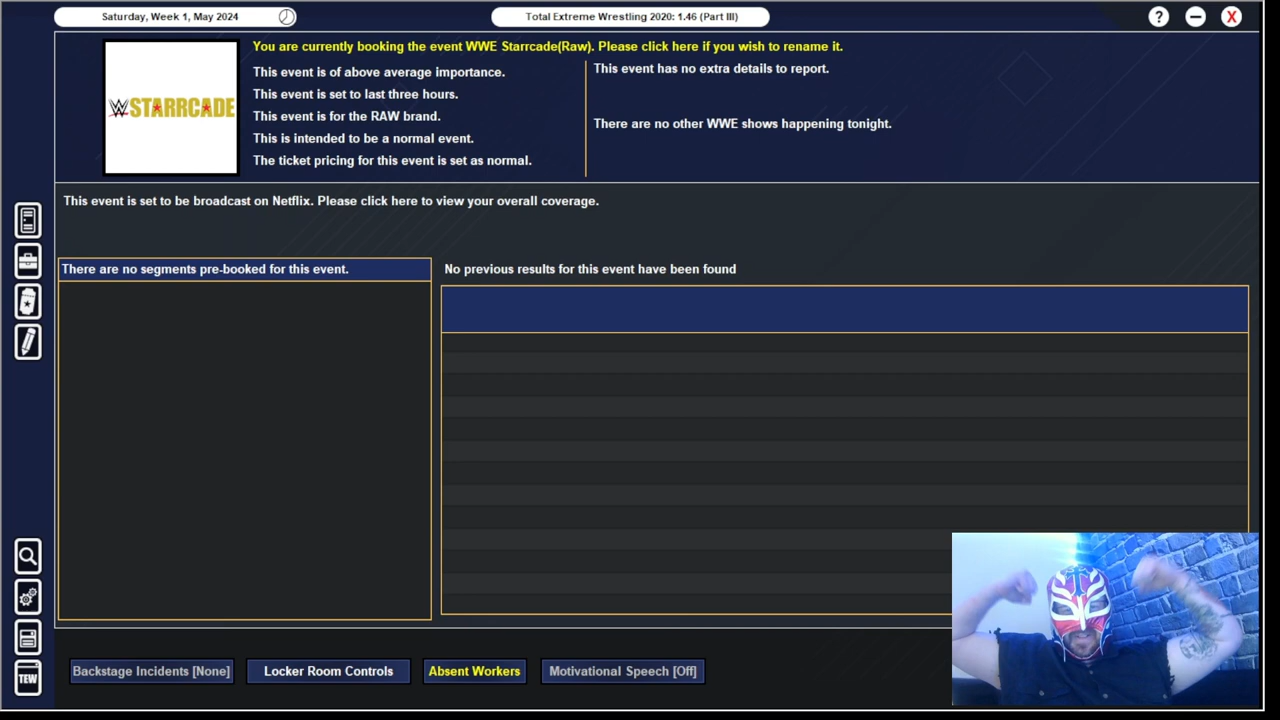 Saturday, Week 1, May 2024
Total Extreme Wrestling 2020: 1.46 (Part III)
?
X
You are currently booking the event WWE Starrcade(Raw). Please click here if you wish to rename it.
This event is of above average importance.
This event is set to last three hours.
This event is for the RAW brand.
This is intended to be a normal event.
The ticket pricing for this event is set as normal.
This event has no extra details to report.
There are no other WWE shows happening tonight.
W STARRCADE
This event is set to be broadcast on Netflix. Please click here to view your overall coverage.
There are no segments pre-booked for this event.
No previous results for this event have been found
Backstage Incidents [None]
Locker Room Controls
Absent Workers
Motivational Speech [Off]
TEW